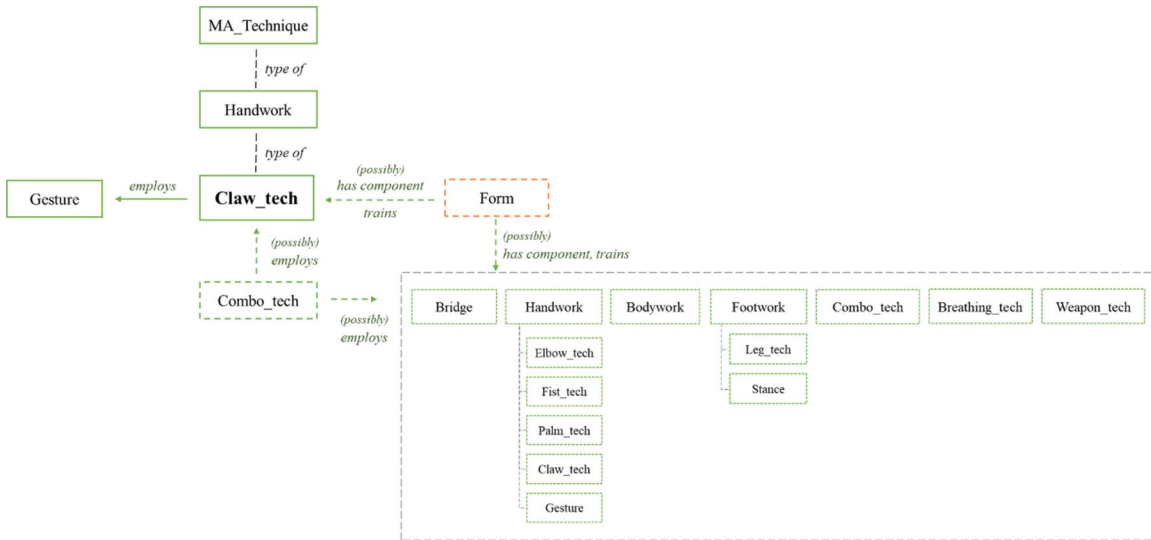 MA_Technique
type of
Handwork
type of
Gesture
employs
Claw_tech
(possibly)
has component
trains
Form
(possibly)
employs
(possibly)
has component, trains
Combo_tech
(possibly)
employs
Bridge
Handwork
Bodywork
Footwork
Combo_tech
Breathing_tech
Weapon_tech
Elbow_tech
Fist_tech
Palm_tech
Claw_tech
Gesture
Leg_tech
Stance